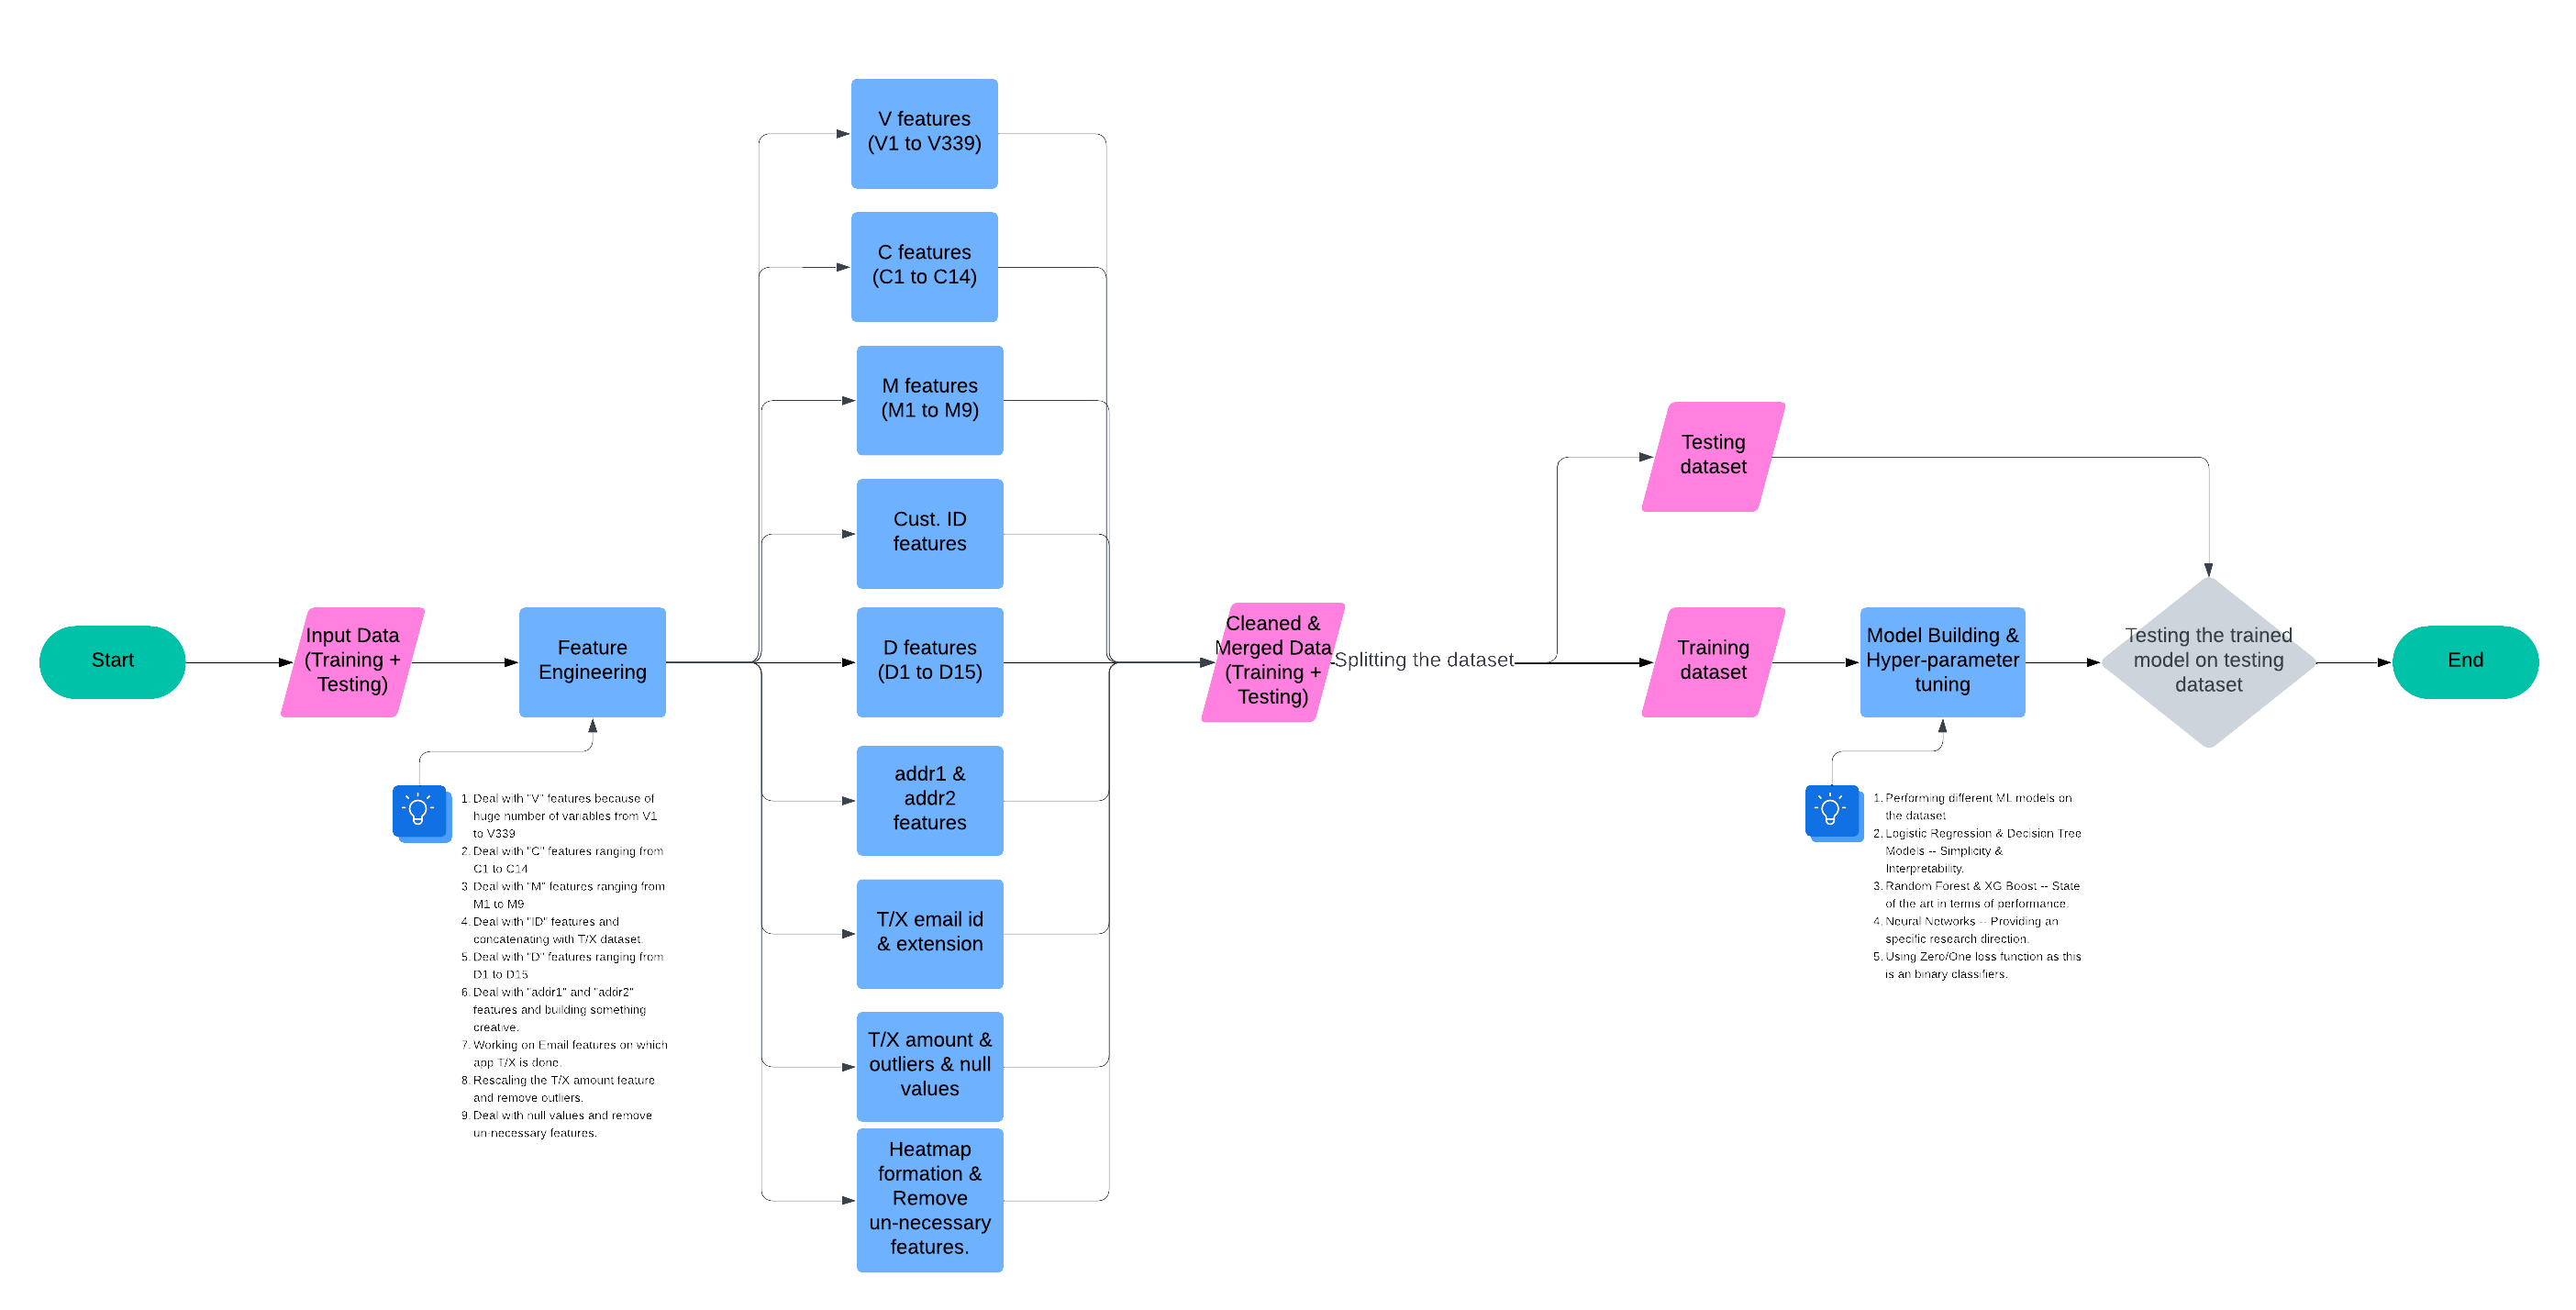 Start
Input Data
(Training +
Testing)
Feature
Engineering
1. Deal with "V" features because of
huge number of variables from V1
to V339
2. Deal with "C" features ranging from
C1 to C14
3. Deal with "M" features ranging from
M1 to M9
4. Deal with "ID" features and
concatenating with T/X dataset.
5. Deal with "D" features ranging from
D1 to D15
6. Deal with "addr1" and "addr2"
features and building something
creative.
7. Working on Email features on which
app T/X is done.
8. Rescaling the T/X amount feature
and remove outliers.
9. Deal with null values and remove
un-necessary features.
V features
(V1 to V339)
C features
(C1 to C14)
M features
(M1 to M9)
Cust. ID
features
D features
(D1 to D15)
addr1 &
addr2
features
T/X email id
& extension
T/X amount &
outliers & null
values
Heatmap
formation &
Remove
un-necessary
features.
Cleaned &
Merged Data
(Training +
Testing)
Splitting the dataset
Testing
dataset
Training
dataset
Model Building &
Hyper-parameter
tuning
1. Performing different ML models on
the dataset
2. Logistic Regression & Decision Tree
Models -- Simplicity &
Interpretability.
3. Random Forest & XG Boost -- State
of the art in terms of performance.
4. Neural Networks -- Providing an
specific research direction.
5. Using Zero/One loss function as this
is an binary classifiers.
Testing the trained
model on testing
dataset
End